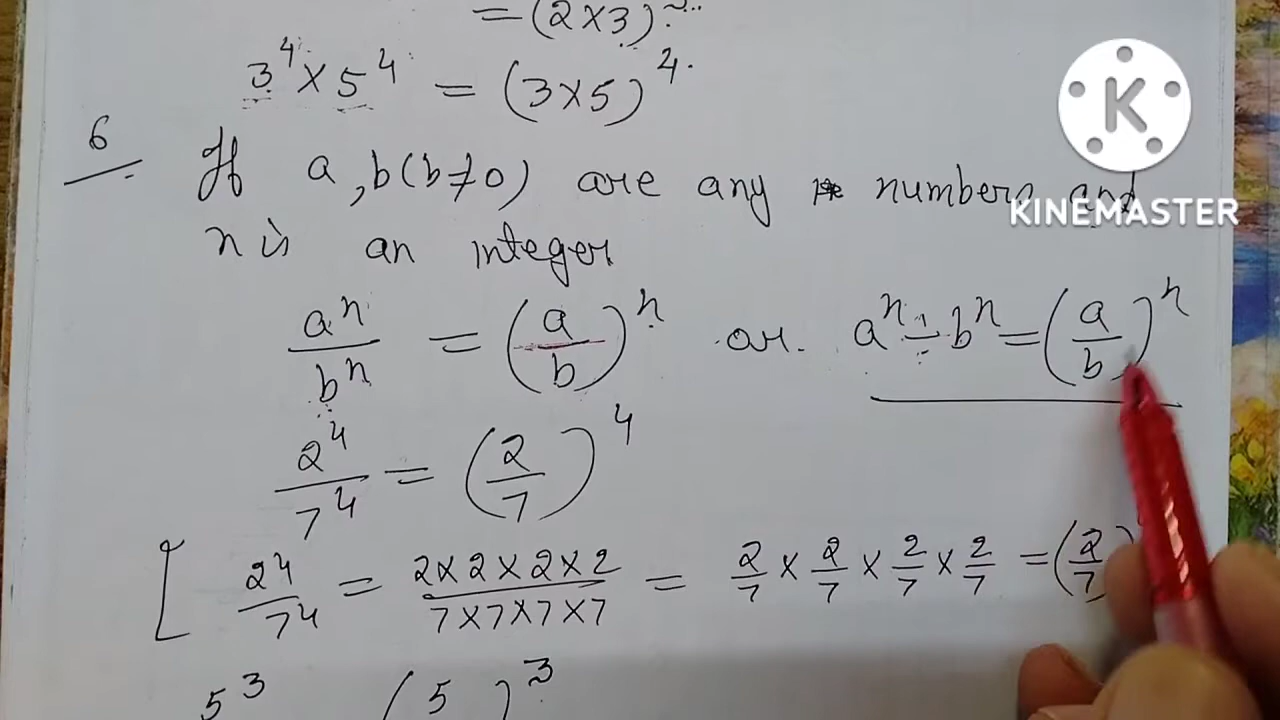 = (2×3)
3⁴ × 5⁴ = (3×5)⁴.
6 If a, b (b≠0) are any numbers and
n is an integer
aⁿ/bⁿ = (a/b)ⁿ or. aⁿ ÷ bⁿ = (a/b)ⁿ
2⁴/7⁴ = (2/7)⁴
[ 2⁴/7⁴ = 2×2×2×2/7×7×7×7 = 2/7 × 2/7 × 2/7 × 2/7 = (2/7)
5³ (5 )³
K
KINEMASTER